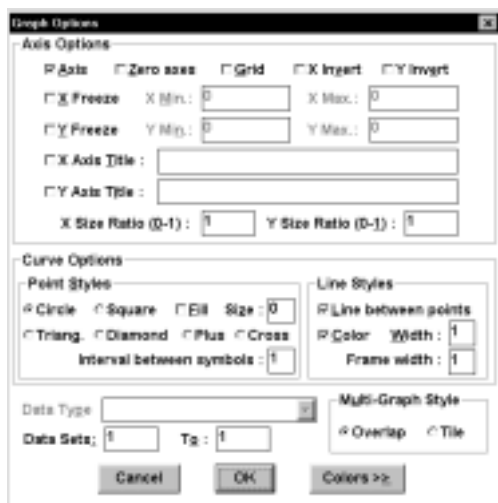 Graph Options
Axis Options
Axis Zero axes Grid X Invert Y Invert
X Freeze X Min.: 0 X Max.: 0
Y Freeze Y Min.: 0 Y Max.: 0
X Axis Title :
Y Axis Title :
X Size Ratio (0-1) : 1 Y Size Ratio (0-1) : 1
Curve Options
Point Styles Line Styles
Circle Square Fill Size : 0 Line between points
Triang. Diamond Plus Cross Color Width : 1
Interval between symbols : 1 Frame width : 1
Data Type Multi-Graph Style
Data Sets; 1 To : 1 Overlap Tile
Cancel OK Colors >>